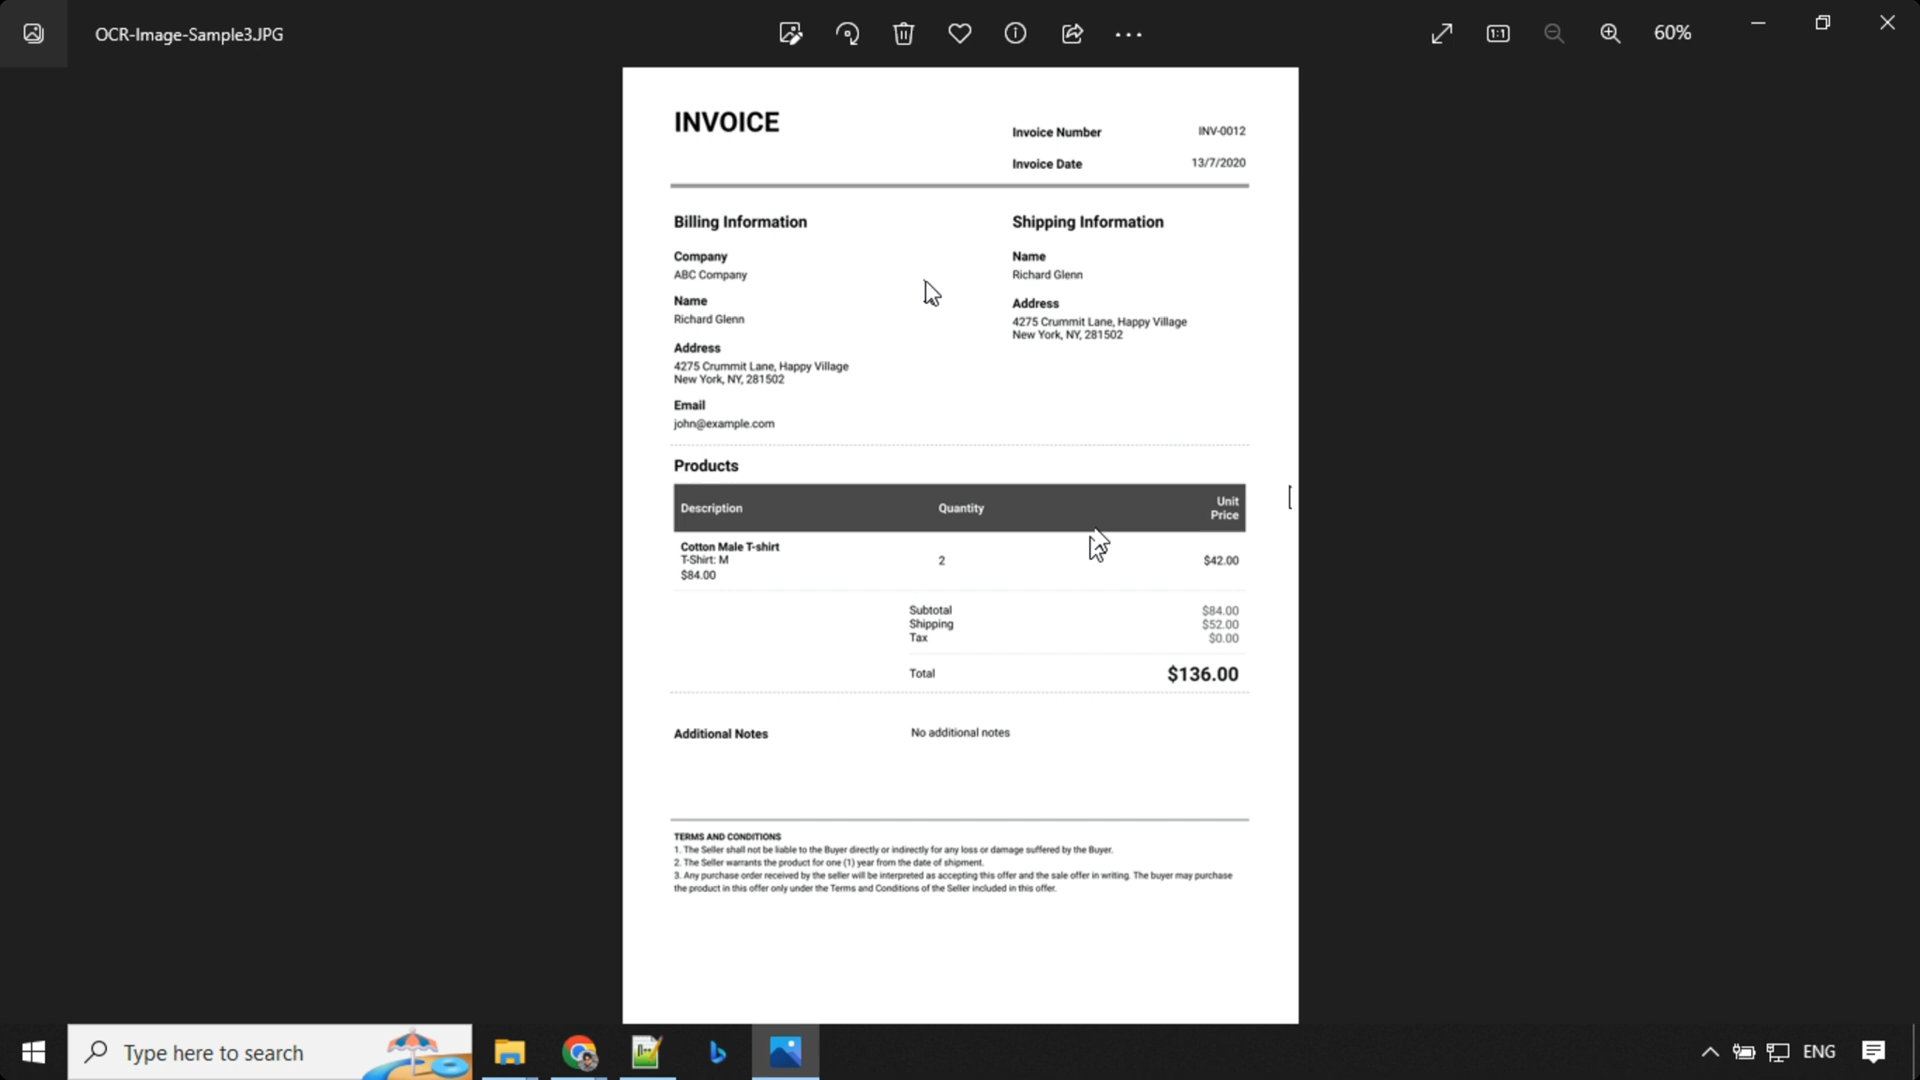 OCR-Image-Sample3.JPG
60%
INVOICE
Invoice Number INV-0012
Invoice Date 13/7/2020
Billing Information
Company
ABC Company
Name
Richard Glenn
Address
4275 Crummit Lane, Happy Village
New York, NY, 281502
Email
john@example.com
Shipping Information
Name
Richard Glenn
Address
4275 Crummit Lane, Happy Village
New York, NY, 281502
Products
Description Quantity Unit Price
Cotton Male T-shirt
T-Shirt: M
$84.00
2 $42.00
Subtotal $84.00
Shipping $52.00
Tax $0.00
Total $136.00
Additional Notes No additional notes
TERMS AND CONDITIONS
1. The Seller shall not be liable to the Buyer directly or indirectly for any loss or damage suffered by the Buyer.
2. The Seller warrants the product for one (1) year from the date of shipment.
3. Any purchase order received by the seller will be interpreted as accepting this offer and the sale offer in writing. The buyer may purchase
the product in this offer only under the Terms and Conditions of the Seller included in this offer.
Type here to search
ENG